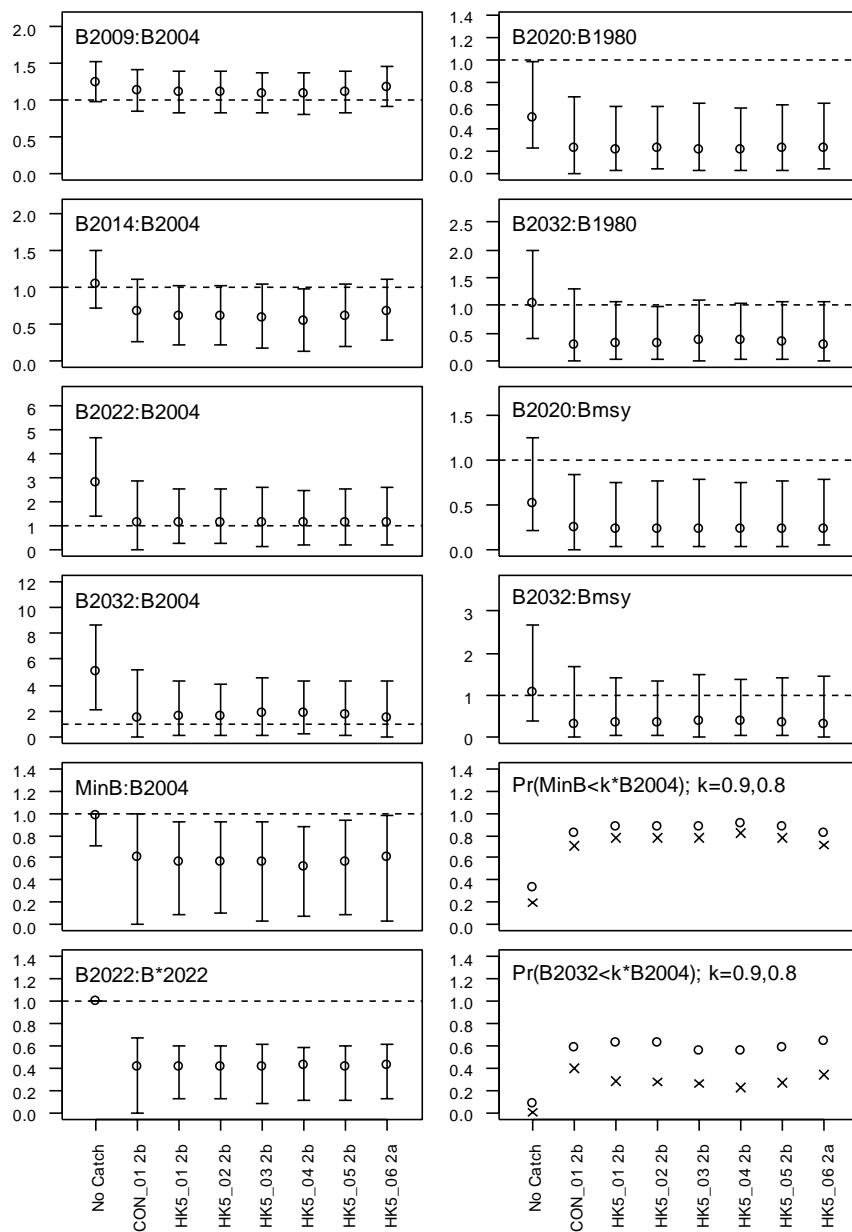 B2009:B2004
2.0
1.5
1.0
0.5
0.0
B2020:B1980
1.4
1.2
1.0
0.8
0.6
0.4
0.2
0.0
B2014:B2004
2.0
1.5
1.0
0.5
0.0
B2032:B1980
2.5
2.0
1.5
1.0
0.5
0.0
B2022:B2004
6
5
4
3
2
1
0
B2020:Bmsy
1.5
1.0
0.5
0.0
B2032:B2004
12
10
8
6
4
2
0
B2032:Bmsy
3
2
1
0
MinB:B2004
1.4
1.2
1.0
0.8
0.6
0.4
0.2
0.0
Pr(MinB<k*B2004); k=0.9,0.8
1.4
1.2
1.0
0.8
0.6
0.4
0.2
0.0
B2022:B*2022
1.4
1.2
1.0
0.8
0.6
0.4
0.2
0.0
Pr(B2032<k*B2004); k=0.9,0.8
1.4
1.2
1.0
0.8
0.6
0.4
0.2
0.0
No Catch
CON_01 2b
HK5_01 2b
HK5_02 2b
HK5_03 2b
HK5_04 2b
HK5_05 2b
HK5_06 2a
No Catch
CON_01 2b
HK5_01 2b
HK5_02 2b
HK5_03 2b
HK5_04 2b
HK5_05 2b
HK5_06 2a